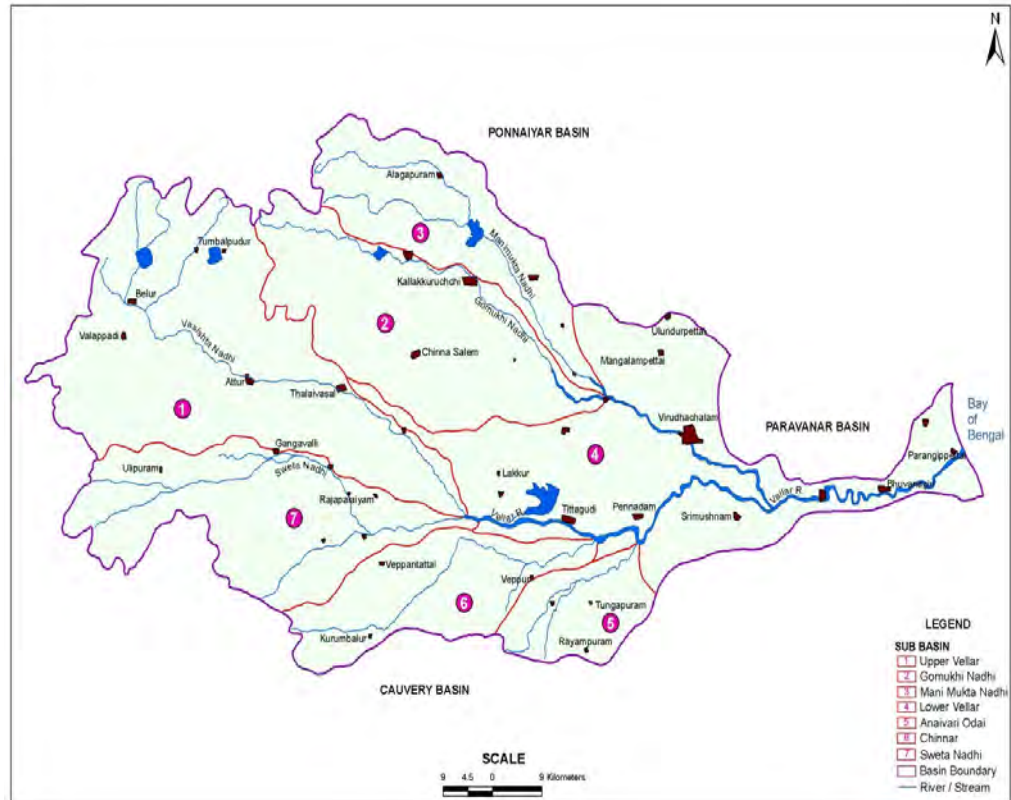 N
PONNAIYAR BASIN
Alagapuram
3
Manimukta Nadhi
Tumbalpudur
Kallakkuruchchi
Belur
Gomukhi Nadhi
Ulundurpettai
2
Valappadi
Vasishta Nadhi
Mangalampettai
Chinna Salem
Attur
Thalaivasal
1
Virudhachalam
PARAVANAR BASIN
Bay
of
Bengal
Gangavalli
4
Parangipettai
Ulipuram
Sweta Nadhi
Lakkur
Bhuvanagiri
Rajapalaiyam
Vellar R.
Vellar R.
Tittagudi
Pennadam
Srimushnam
7
Veppantattal
Veppur
6
Tungapuram
5
Kurumbalur
Rayampuram
CAUVERY BASIN
LEGEND
SUB BASIN
1 Upper Vellar
2 Gomukhi Nadhi
3 Mani Mukta Nadhi
4 Lower Vellar
5 Anaivari Odai
6 Chinnar
7 Sweta Nadhi
Basin Boundary
River / Stream
SCALE
9 4.5 0 9 Kilometers